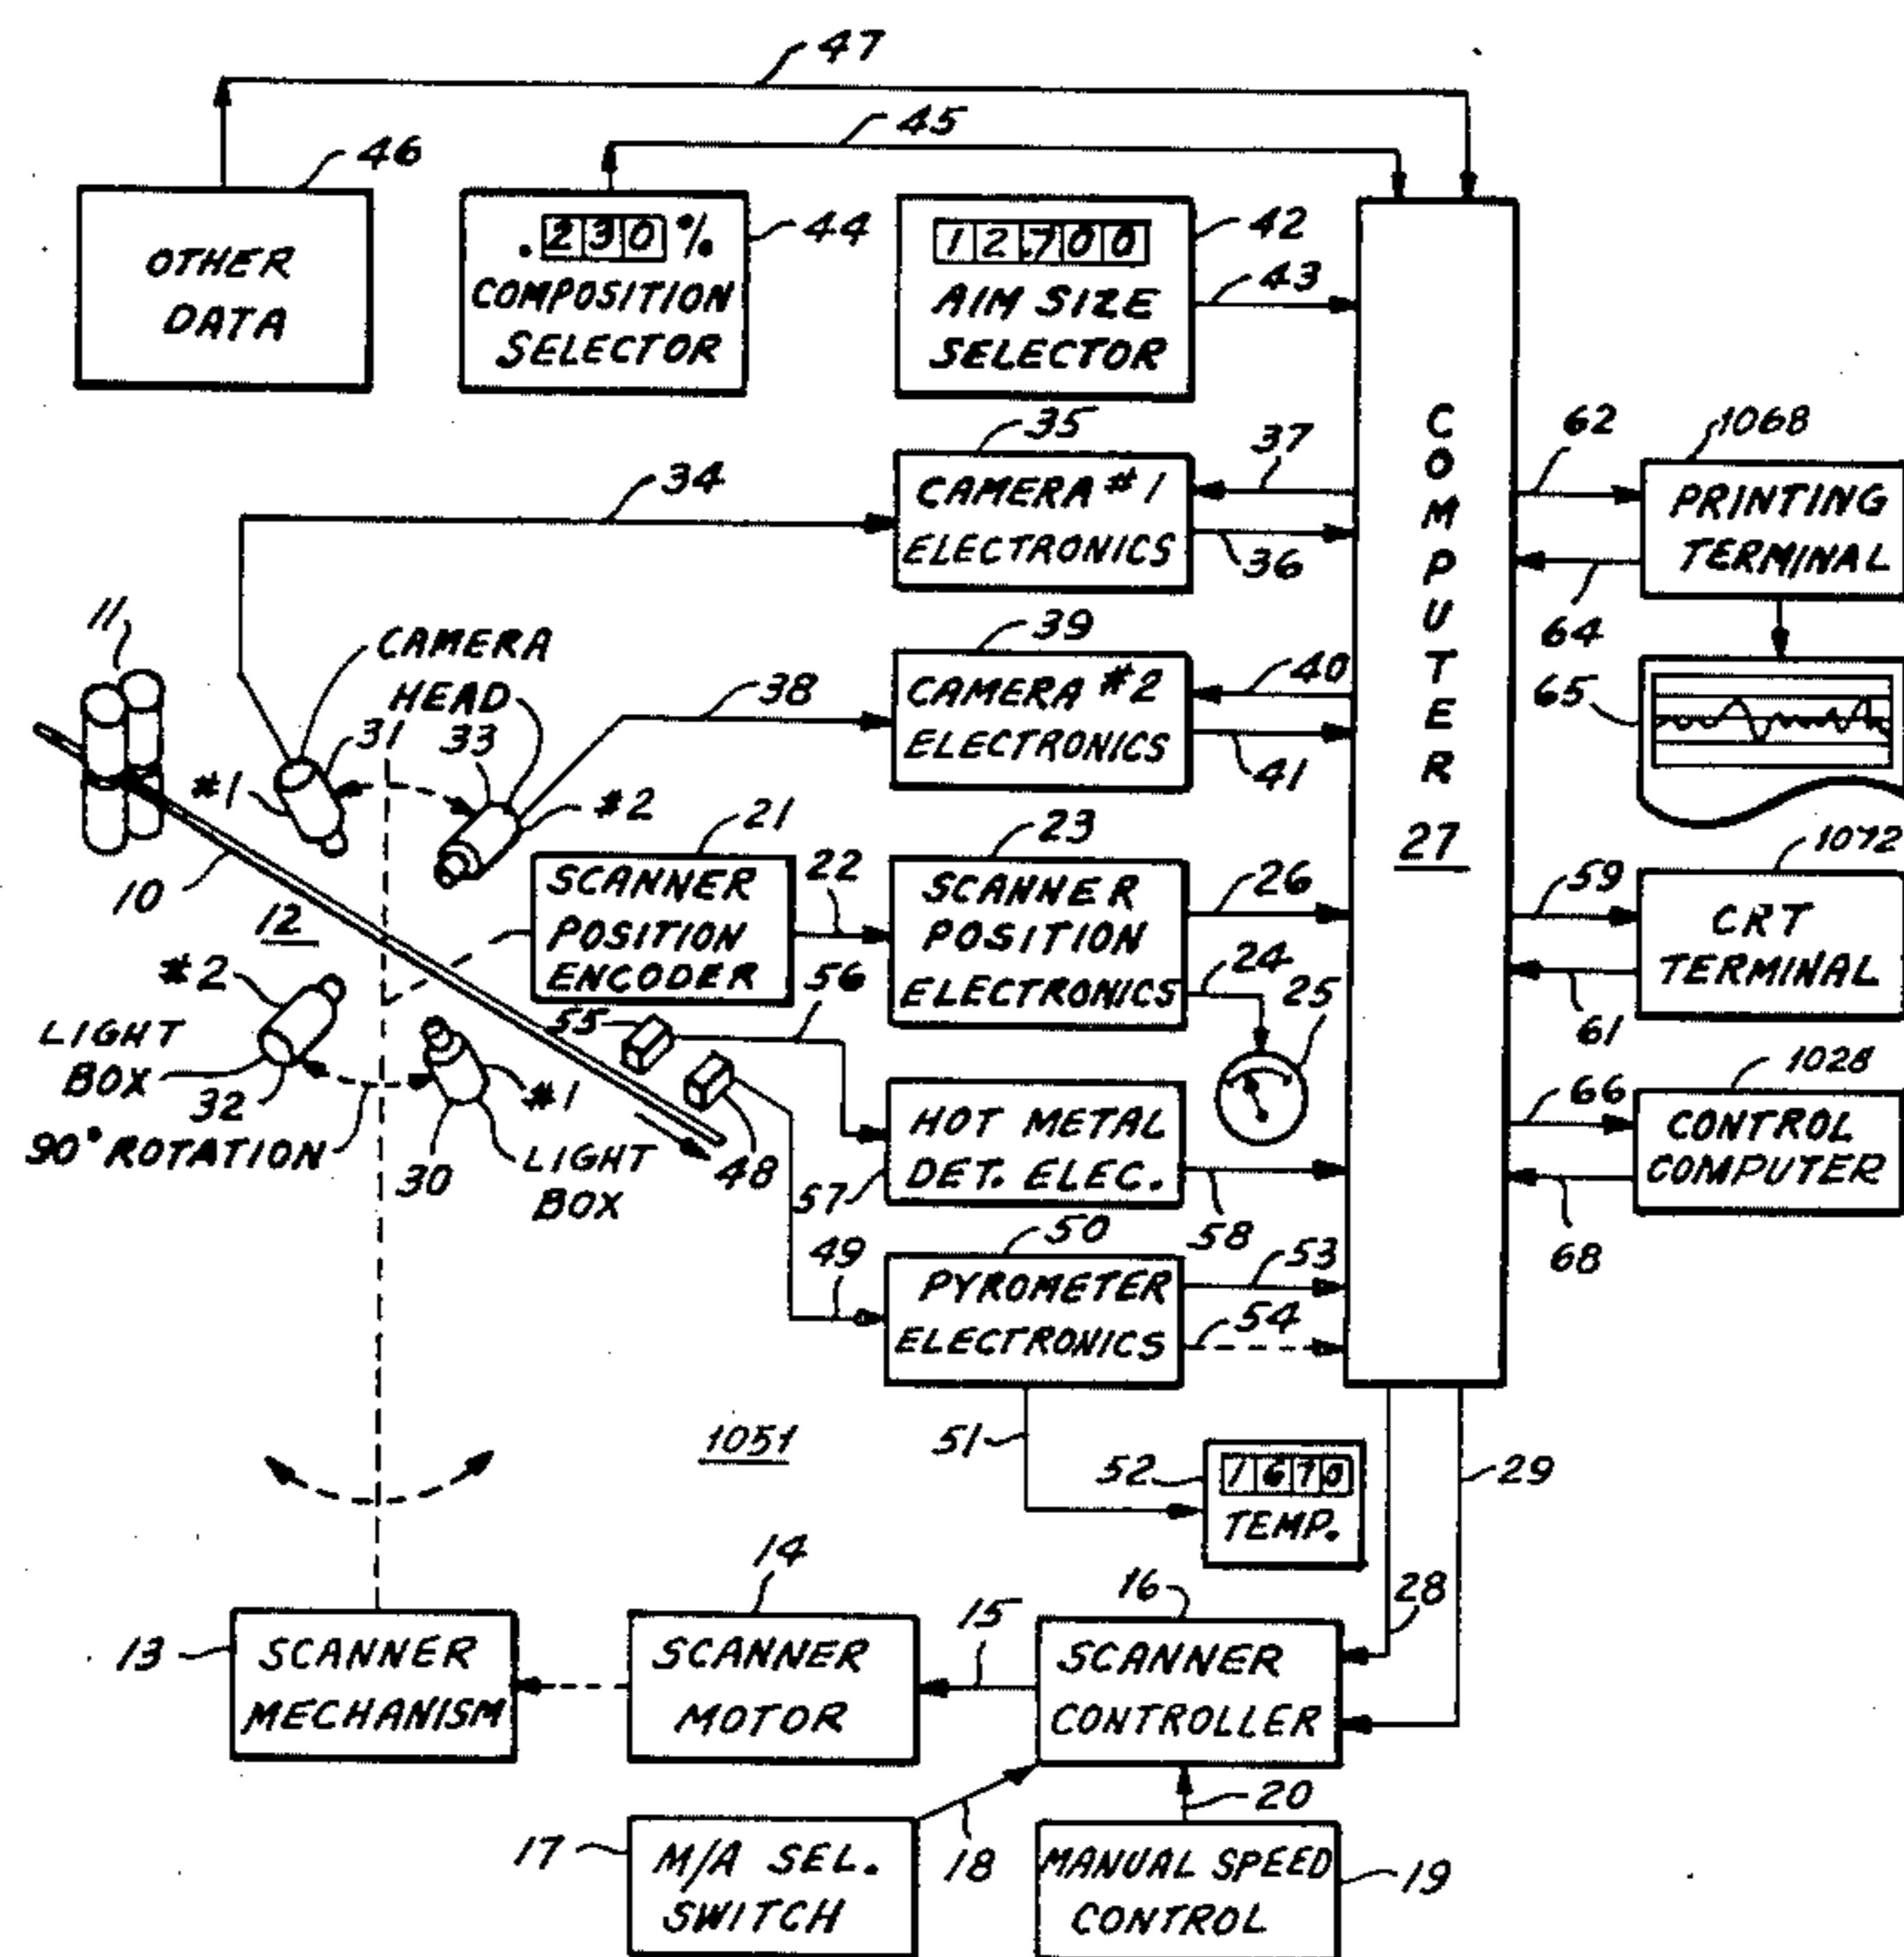 47
45
46
OTHER
DATA
.230%
COMPOSITION
SELECTOR
44
12.700
AIM SIZE
SELECTOR
42
43
COMPUTER
27
35
CAMERA #1
ELECTRONICS
37
36
34
62
1068
PRINTING
TERMINAL
64
65
11
CAMERA
HEAD
31
33
#1
#2
38
39
CAMERA #2
ELECTRONICS
40
41
10
12
21
SCANNER
POSITION
ENCODER
22
23
SCANNER
POSITION
ELECTRONICS
26
24
25
59
1072
CRT
TERMINAL
61
#2
LIGHT
BOX
32
90° ROTATION
30
#1
LIGHT
BOX
55
56
48
57
HOT METAL
DET. ELEC.
58
66
1028
CONTROL
COMPUTER
68
49
50
PYROMETER
ELECTRONICS
53
54
1051
51
52
1670
TEMP.
28
29
13
SCANNER
MECHANISM
14
SCANNER
MOTOR
15
16
SCANNER
CONTROLLER
17
M/A SEL.
SWITCH
18
20
MANUAL SPEED
CONTROL
19